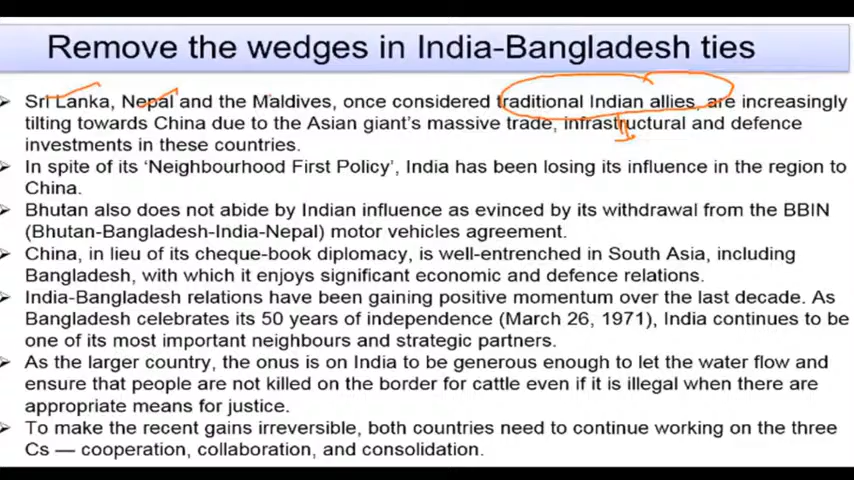 Remove the wedges in India-Bangladesh ties
Sri Lanka, Nepal and the Maldives, once considered traditional Indian allies, are increasingly
tilting towards China due to the Asian giant's massive trade, infrastructural and defence
investments in these countries.
In spite of its 'Neighbourhood First Policy', India has been losing its influence in the region to
China.
Bhutan also does not abide by Indian influence as evinced by its withdrawal from the BBIN
(Bhutan-Bangladesh-India-Nepal) motor vehicles agreement.
China, in lieu of its cheque-book diplomacy, is well-entrenched in South Asia, including
Bangladesh, with which it enjoys significant economic and defence relations.
India-Bangladesh relations have been gaining positive momentum over the last decade. As
Bangladesh celebrates its 50 years of independence (March 26, 1971), India continues to be
one of its most important neighbours and strategic partners.
As the larger country, the onus is on India to be generous enough to let the water flow and
ensure that people are not killed on the border for cattle even if it is illegal when there are
appropriate means for justice.
To make the recent gains irreversible, both countries need to continue working on the three
Cs — cooperation, collaboration, and consolidation.